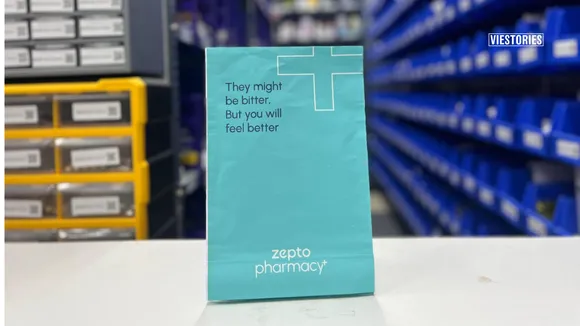 VIESTORIES
They might
be bitter.
But you will
feel better
zepto
pharmacy+